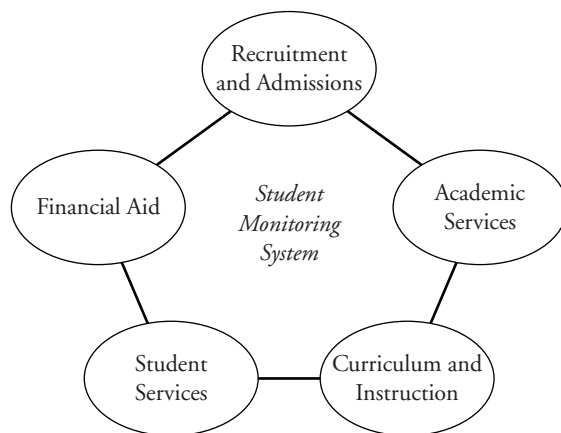 Recruitment
and Admissions
Financial Aid
Student
Monitoring
System
Academic
Services
Student
Services
Curriculum and
Instruction